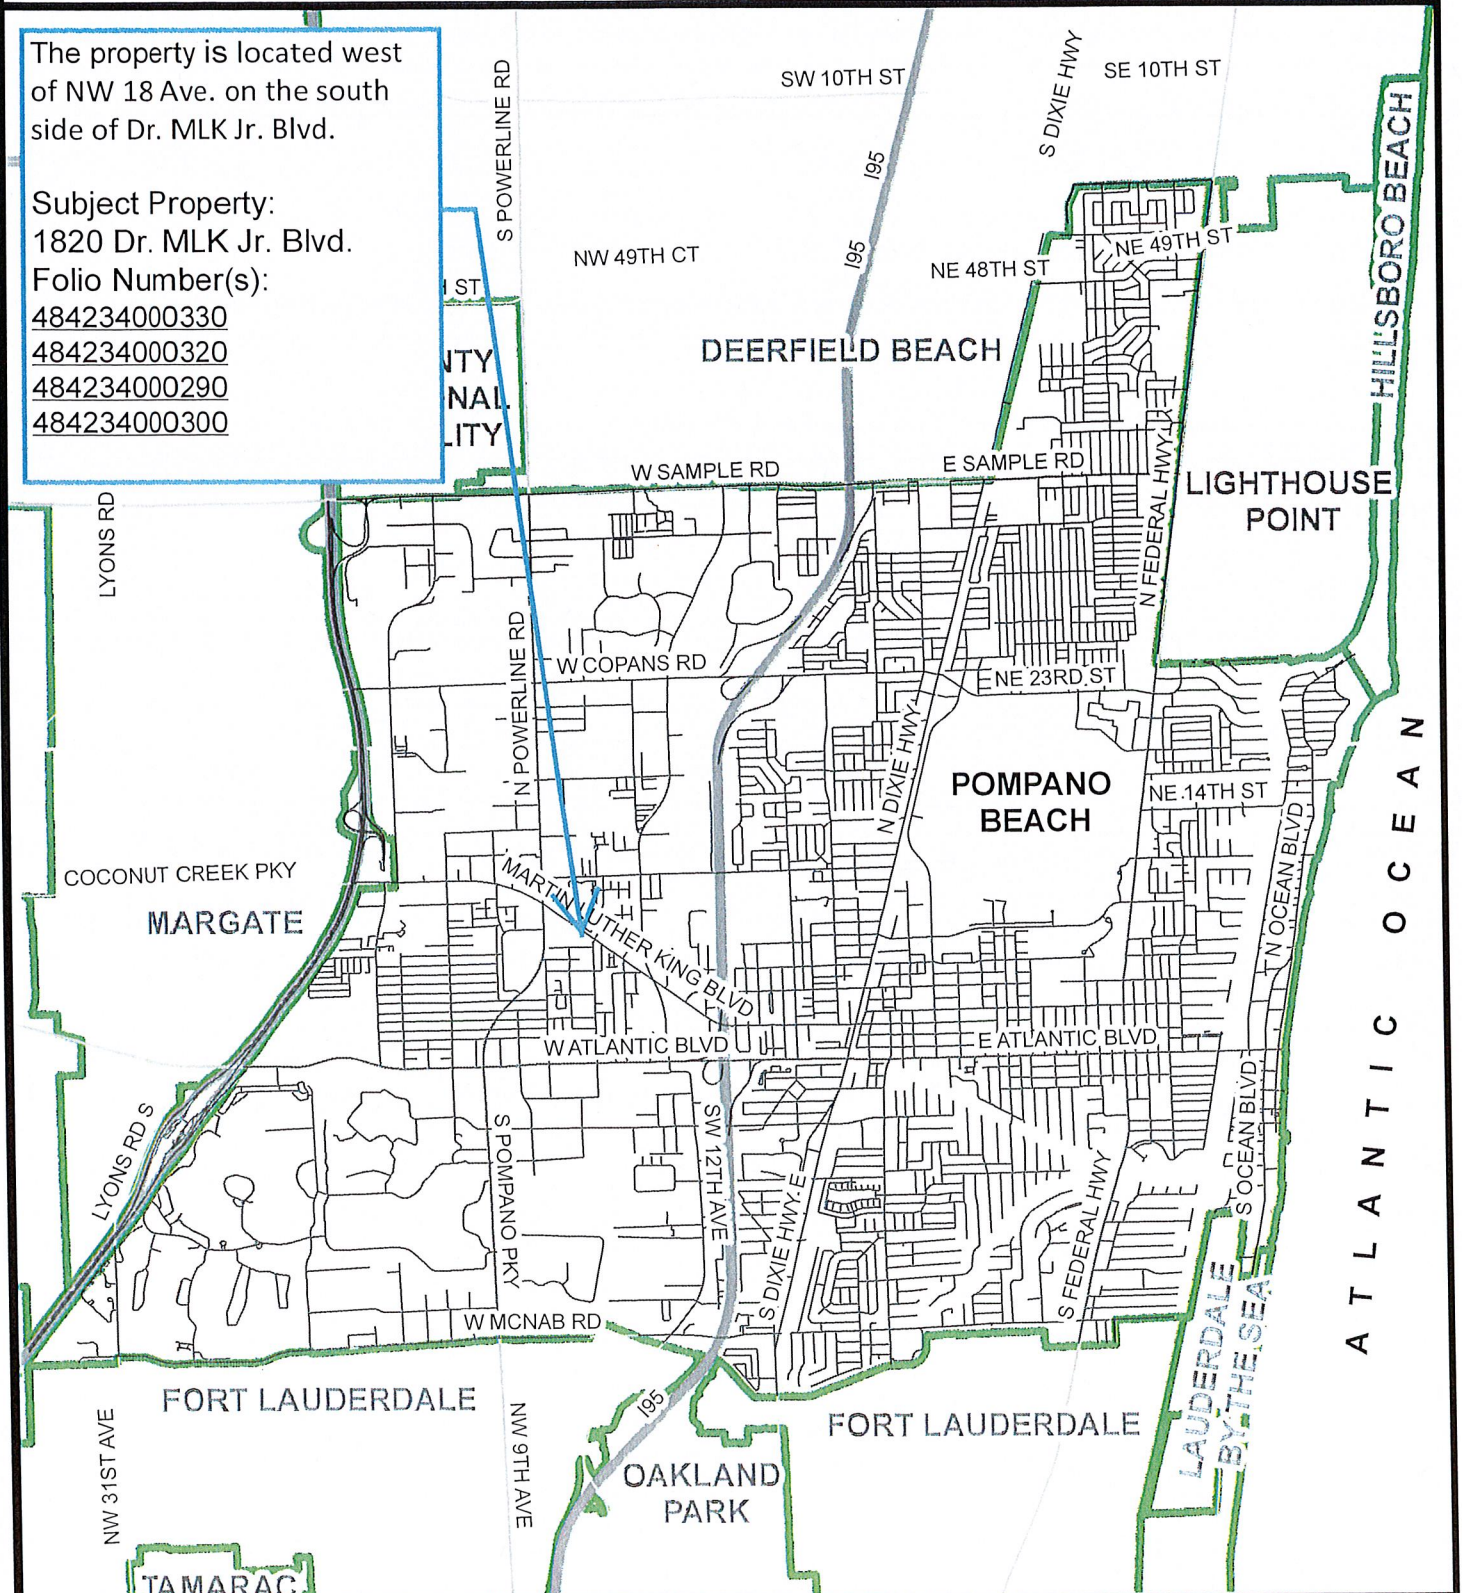 The property is located west
of NW 18 Ave. on the south
side of Dr. MLK Jr. Blvd.
Subject Property:
1820 Dr. MLK Jr. Blvd.
Folio Number(s):
484234000330
484234000320
484234000290
484234000300
S POWERLINE RD
SW 10TH ST
S DIXIE HWY
SE 10TH ST
I95
HILLSBORO BEACH
NW 49TH CT
I95
NE 48TH ST
NE 49TH ST
ST
NTY
NAL
LITY
DEERFIELD BEACH
W SAMPLE RD
E SAMPLE RD
N FEDERAL HWY
LIGHTHOUSE
POINT
LYONS RD
N POWERLINE RD
W COPANS RD
NE 23RD ST
N DIXIE HWY
POMPANO
BEACH
NE 14TH ST
ATLANTIC OCEAN
COCONUT CREEK PKY
MARGATE
MARTIN LUTHER KING BLVD
N OCEAN BLVD
W ATLANTIC BLVD
E ATLANTIC BLVD
LYONS RD S
S POMPANO PKY
SW 12TH AVE
S DIXIE HWY E
S FEDERAL HWY
S OCEAN BLVD
W MCNAB RD
LAUDERDALE
BY THE SEA
FORT LAUDERDALE
I95
FORT LAUDERDALE
NW 31ST AVE
NW 9TH AVE
OAKLAND
PARK
TAMARAC